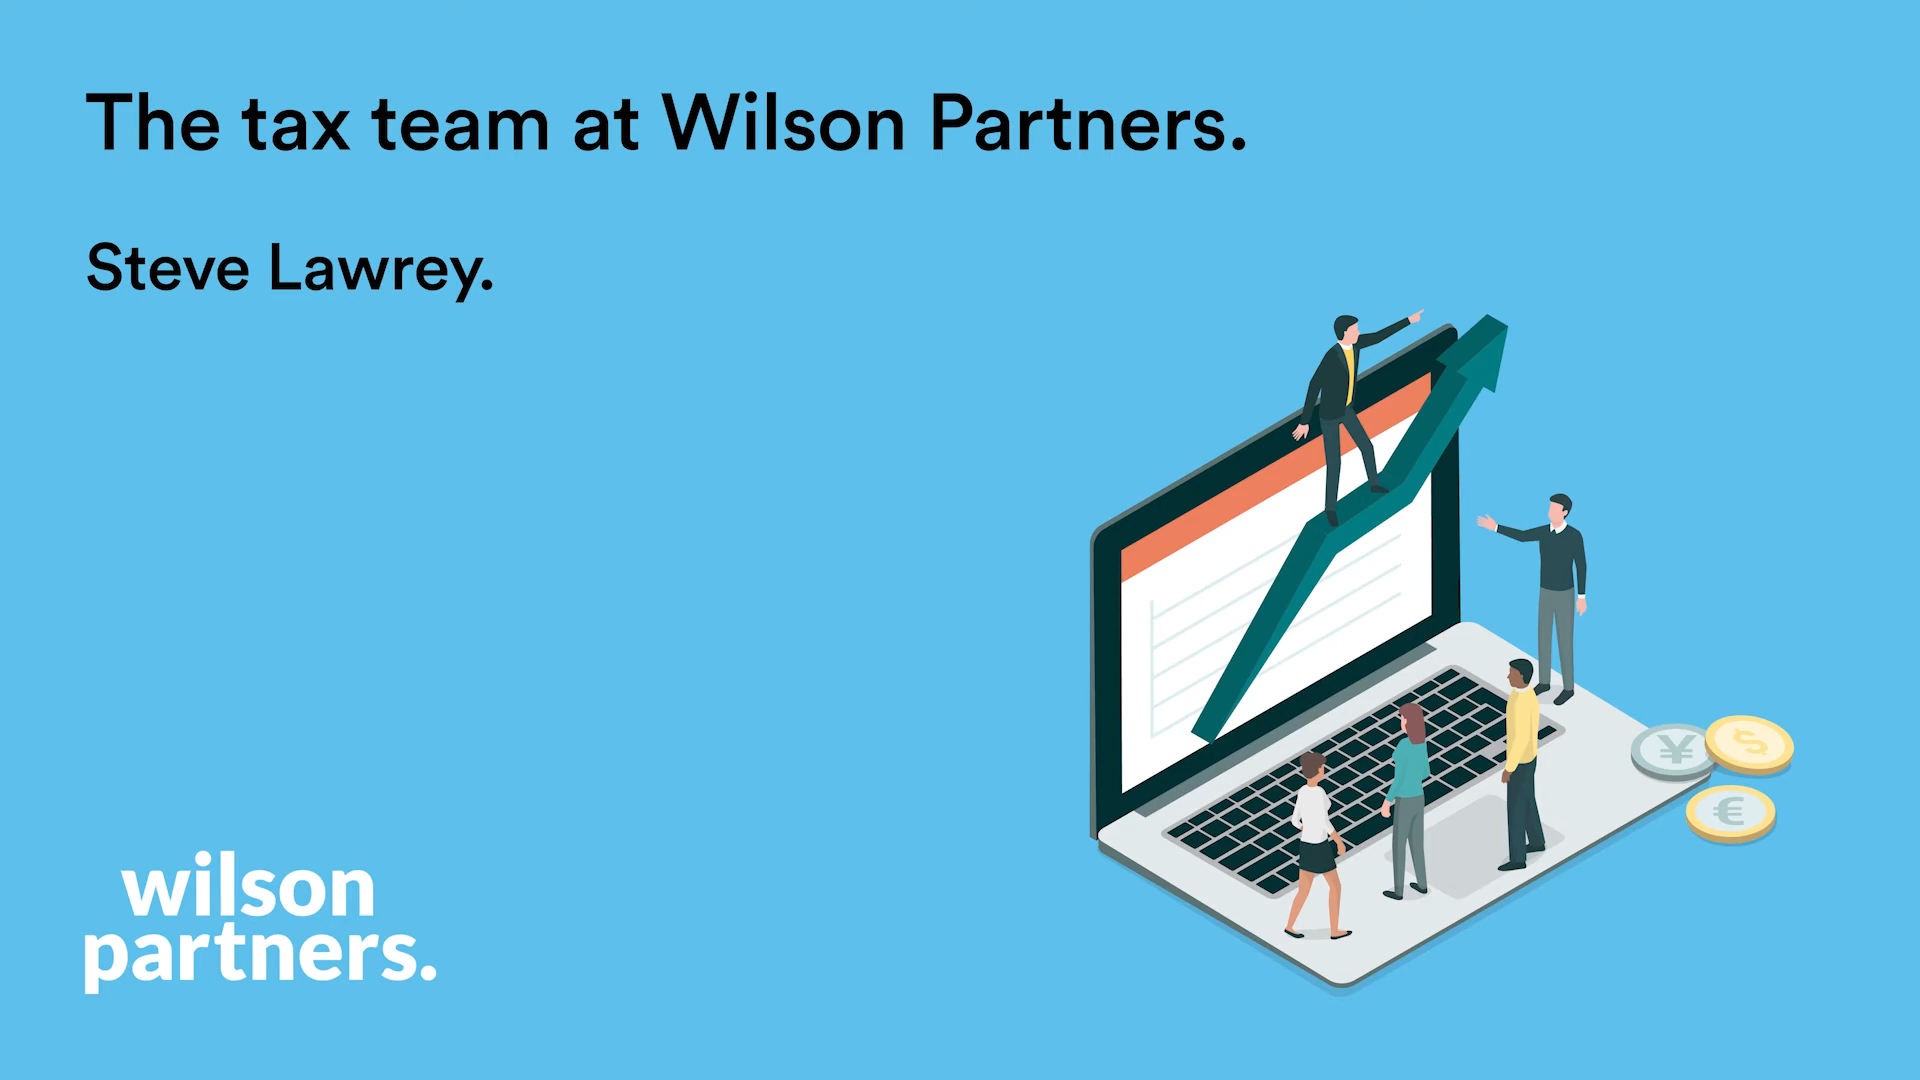 The tax team at Wilson Partners.
Steve Lawrey.
¥
$
€
wilson
partners.